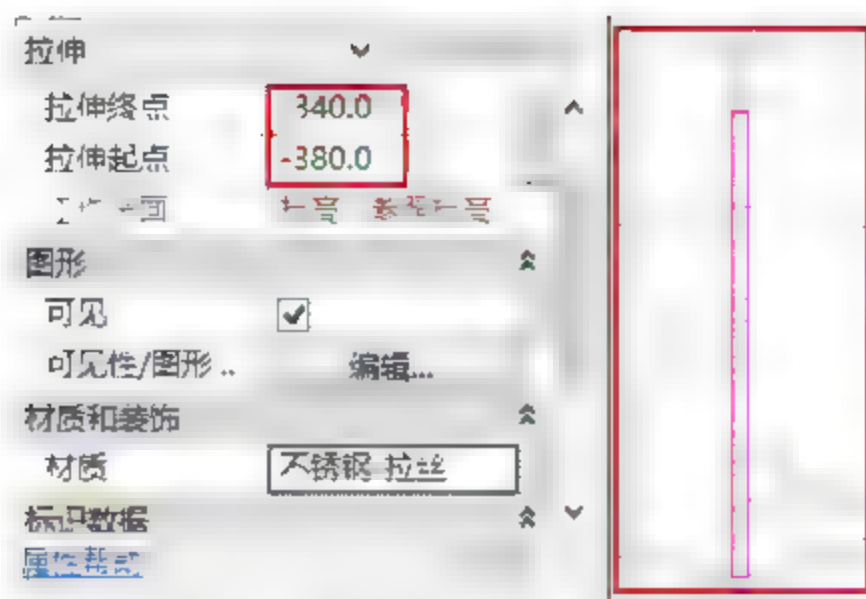 拉伸
拉伸终点 340.0
拉伸起点 -380.0
图形
可见
可见性/图形..
编辑...
材质和装饰
材质 不锈钢 拉丝
标识数据
属性帮助